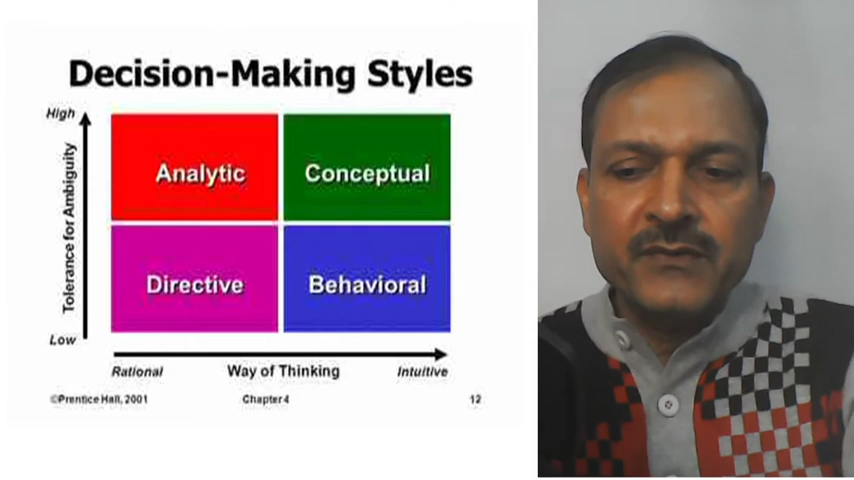 Decision-Making Styles
High
Tolerance for Ambiguity
Low
Analytic
Conceptual
Directive
Behavioral
Rational
Way of Thinking
Intuitive
©Prentice Hall, 2001
Chapter 4
12